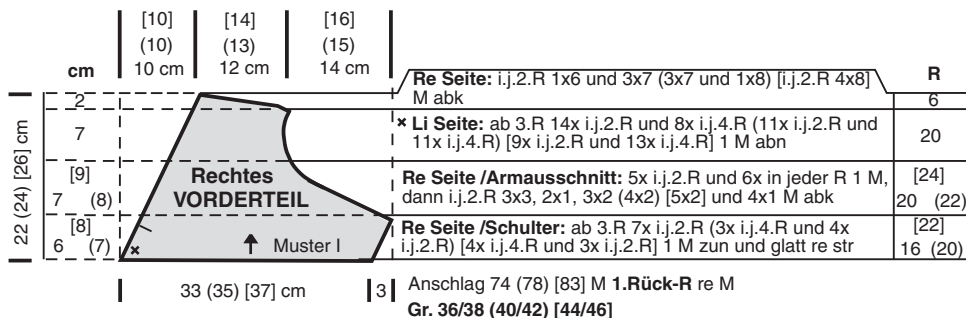 [10] [14] [16]
(10) (13) (15)
cm 10 cm 12 cm 14 cm R
Re Seite: i.j.2.R 1x6 und 3x7 (3x7 und 1x8) [i.j.2.R 4x8]
2 M abk 6
× Li Seite: ab 3.R 14x i.j.2.R und 8x i.j.4.R (11x i.j.2.R und
7 11x i.j.4.R) [9x i.j.2.R und 13x i.j.4.R] 1 M abn 20
[9] Rechtes Re Seite /Armausschnitt: 5x i.j.2.R und 6x in jeder R 1 M, [24]
7 (8) VORDERTEIL dann i.j.2.R 3x3, 2x1, 3x2 (4x2) [5x2] und 4x1 M abk 20 (22)
22 (24) [26] cm
[8] Re Seite /Schulter: ab 3.R 7x i.j.2.R (3x i.j.4.R und 4x [22]
6 (7) × Muster I i.j.2.R) [4x i.j.4.R und 3x i.j.2.R] 1 M zun und glatt re str 16 (20)
33 (35) [37] cm 3 Anschlag 74 (78) [83] M 1.Rück-R re M
Gr. 36/38 (40/42) [44/46]